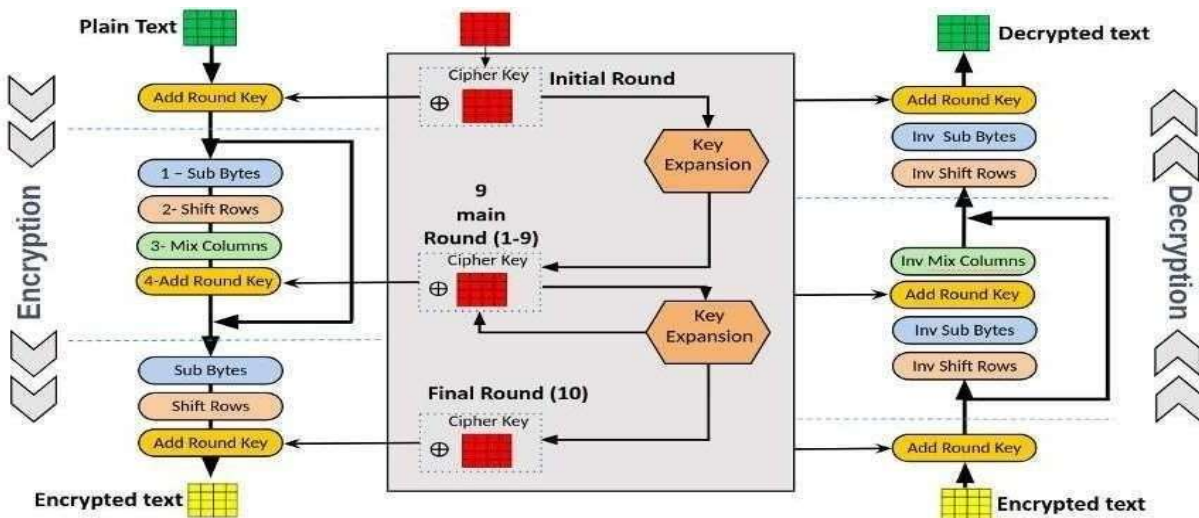 Plain Text
Add Round Key
Encryption
1 – Sub Bytes
2- Shift Rows
3- Mix Columns
4-Add Round Key
Sub Bytes
Shift Rows
Add Round Key
Encrypted text
Cipher Key
Initial Round
Key
Expansion
9
main
Round (1-9)
Cipher Key
Key
Expansion
Final Round (10)
Cipher Key
Decrypted text
Add Round Key
Inv Sub Bytes
Inv Shift Rows
Inv Mix Columns
Add Round Key
Inv Sub Bytes
Inv Shift Rows
Add Round Key
Encrypted text
Decryption